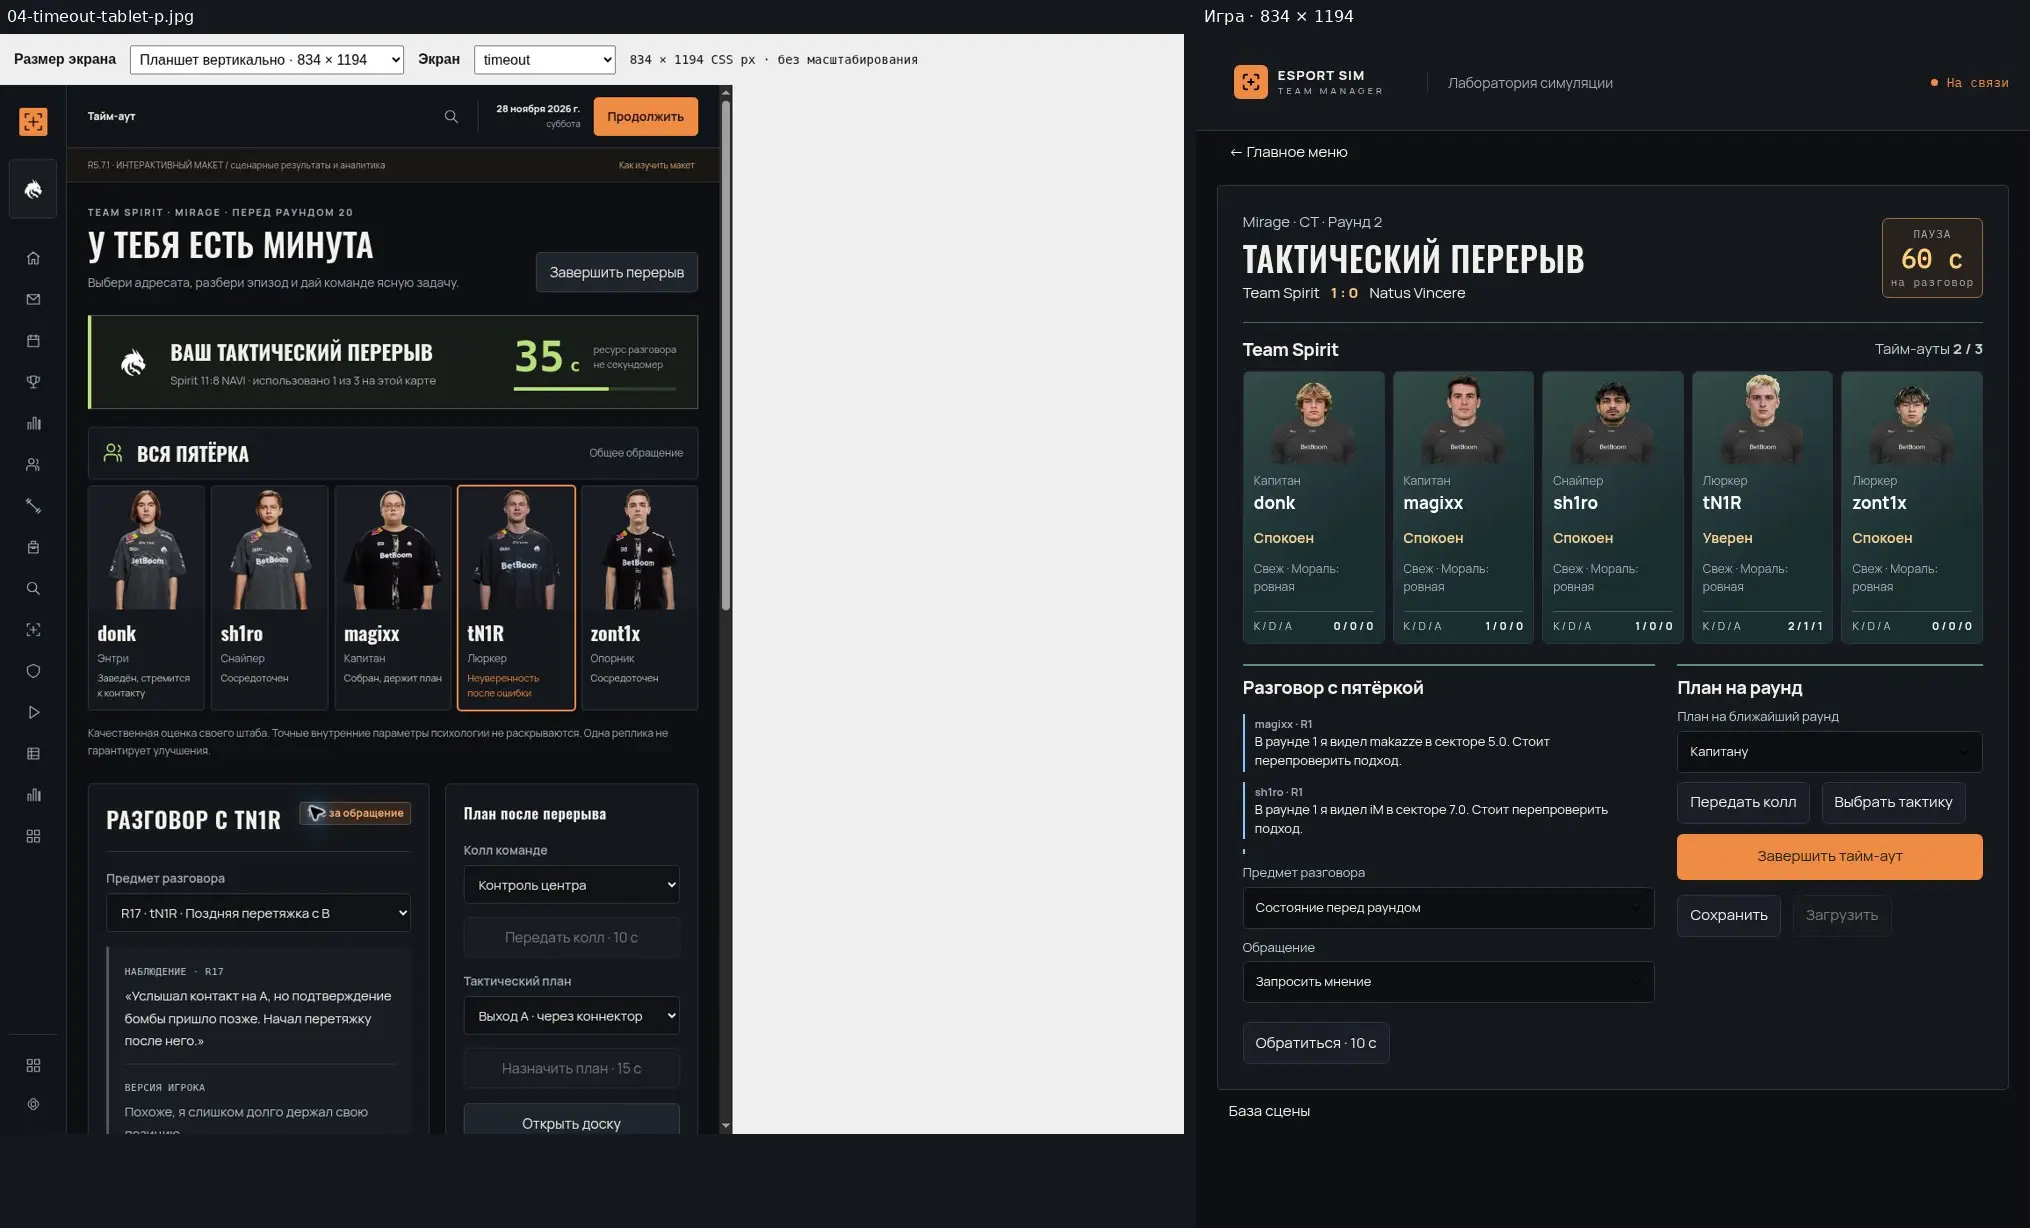 04-timeout-tablet-p.jpg
Размер экрана
Планшет вертикально · 834 × 1194
Экран
timeout
834 × 1194 CSS px · без масштабирования
Тайм-аут
28 ноября 2026 г.
суббота
Продолжить
R5.7.1 · ИНТЕРАКТИВНЫЙ МАКЕТ / сценарные результаты и аналитика
Как изучить макет
TEAM SPIRIT · MIRAGE · ПЕРЕД РАУНДОМ 20
У ТЕБЯ ЕСТЬ МИНУТА
Выбери адресата, разбери эпизод и дай команде ясную задачу.
Завершить перерыв
ВАШ ТАКТИЧЕСКИЙ ПЕРЕРЫВ
Spirit 11:8 NAVI · использовано 1 из 3 на этой карте
35 с
ресурс разговора
не секундомер
ВСЯ ПЯТЁРКА
Общее обращение
BetBoom
BetBoom
BetBoom
BetBoom
BetBoom
donk
Энтри
Заведён, стремится
к контакту
sh1ro
Снайпер
Сосредоточен
magixx
Капитан
Собран, держит план
tN1R
Люркер
Неуверенность
после ошибки
zont1x
Опорник
Сосредоточен
Качественная оценка своего штаба. Точные внутренние параметры психологии не раскрываются. Одна реплика не
гарантирует улучшения.
РАЗГОВОР С TN1R
за обращение
Предмет разговора
R17 · tN1R · Поздняя перетяжка с B
НАБЛЮДЕНИЕ · R17
«Услышал контакт на A, но подтверждение
бомбы пришло позже. Начал перетяжку
после него.»
ВЕРСИЯ ИГРОКА
Похоже, я слишком долго держал свою
позицию
План после перерыва
Колл команде
Контроль центра
Передать колл · 10 с
Тактический план
Выход A · через коннектор
Назначить план · 15 с
Открыть доску
Игра · 834 × 1194
ESPORT SIM
TEAM MANAGER
Лаборатория симуляции
На связи
← Главное меню
Mirage · CT · Раунд 2
ТАКТИЧЕСКИЙ ПЕРЕРЫВ
Team Spirit 1 : 0 Natus Vincere
ПАУЗА
60 с
на разговор
Team Spirit
Тайм-ауты 2 / 3
BetBoom
BetBoom
BetBoom
BetBoom
BetBoom
Капитан
donk
Спокоен
Свеж · Мораль:
ровная
K/D/A 0/0/0
Капитан
magixx
Спокоен
Свеж · Мораль:
ровная
K/D/A 1/0/0
Снайпер
sh1ro
Спокоен
Свеж · Мораль:
ровная
K/D/A 1/0/0
Люркер
tN1R
Уверен
Свеж · Мораль:
ровная
K/D/A 2/1/1
Люркер
zont1x
Спокоен
Свеж · Мораль:
ровная
K/D/A 0/0/0
Разговор с пятёркой
magixx · R1
В раунде 1 я видел makazze в секторе 5.0. Стоит
перепроверить подход.
sh1ro · R1
В раунде 1 я видел iM в секторе 7.0. Стоит перепроверить
подход.
Предмет разговора
Состояние перед раундом
Обращение
Запросить мнение
Обратиться · 10 с
План на раунд
План на ближайший раунд
Капитану
Передать колл
Выбрать тактику
Завершить тайм-аут
Сохранить
Загрузить
База сцены